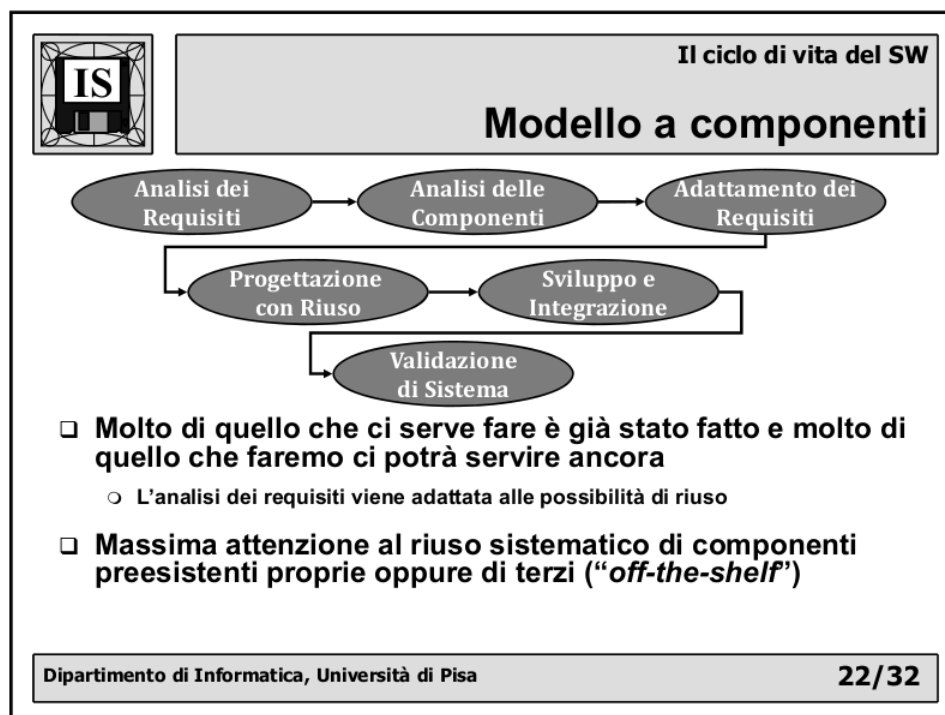 IS
Il ciclo di vita del SW
Modello a componenti
Analisi dei
Requisiti
Analisi delle
Componenti
Adattamento dei
Requisiti
Progettazione
con Riuso
Sviluppo e
Integrazione
Validazione
di Sistema
❑ Molto di quello che ci serve fare è già stato fatto e molto di
quello che faremo ci potrà servire ancora
❍ L'analisi dei requisiti viene adattata alle possibilità di riuso
❑ Massima attenzione al riuso sistematico di componenti
preesistenti proprie oppure di terzi (“off-the-shelf”)
Dipartimento di Informatica, Università di Pisa
22/32